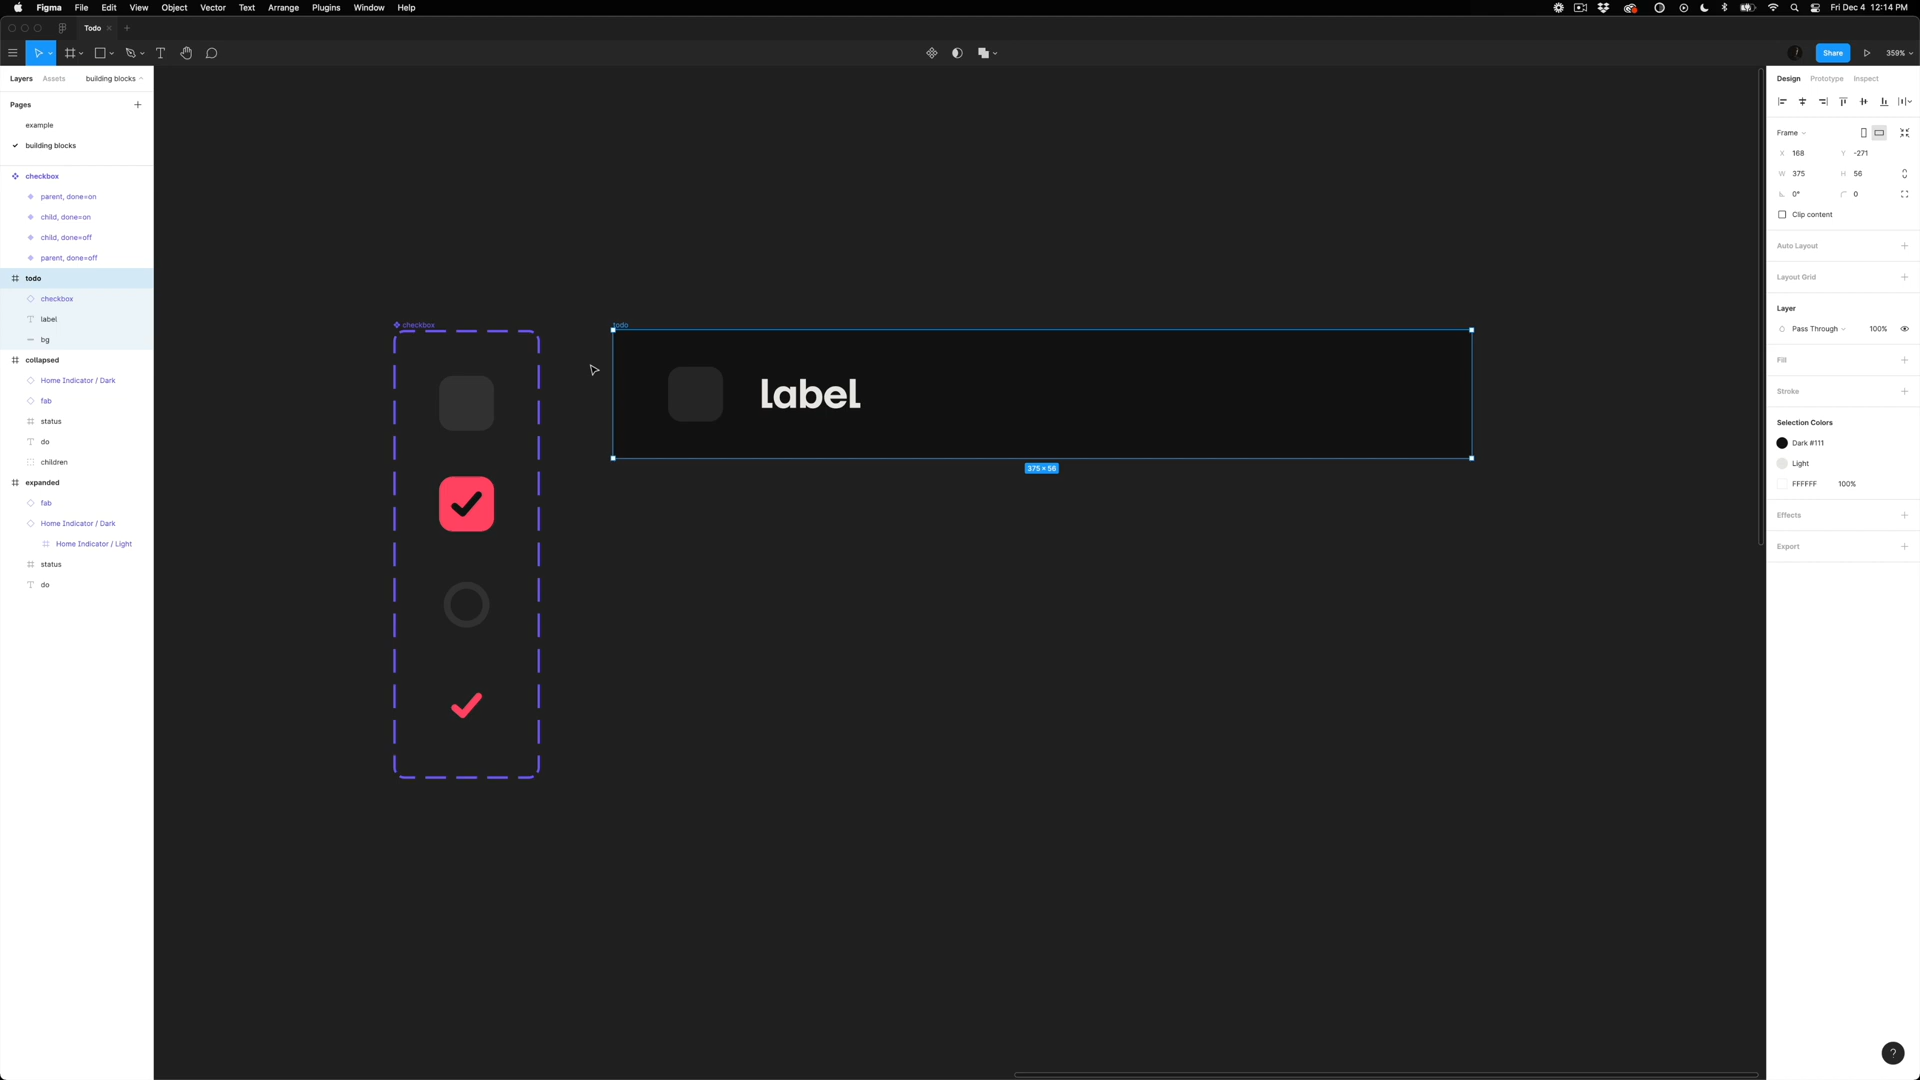 Figma File Edit View Object Vector Text Arrange Plugins Window Help Fri Dec 4 12:14 PM
Todo
Share 359%
Layers Assets building blocks
Pages
example
building blocks
checkbox
parent, done=on
child, done=on
child, done=off
parent, done=off
todo
checkbox
label
bg
collapsed
Home Indicator / Dark
fab
status
do
children
expanded
fab
Home Indicator / Dark
Home Indicator / Light
status
do
checkbox
todo
label
375 × 56
Design Prototype Inspect
Frame
X 168 Y -271
W 375 H 56
0° 0
Clip content
Auto Layout
Layout Grid
Layer
Pass Through 100%
Fill
Stroke
Selection Colors
Dark #111
Light
FFFFFF 100%
Effects
Export
?